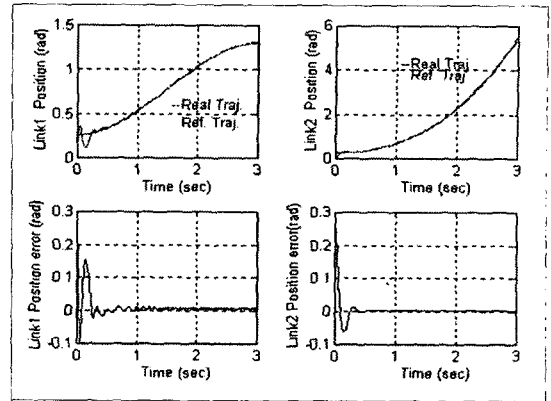 Link1 Position (rad)
1.5
1
0.5
0
--Real Traj.
Ref. Traj.
0 1 2 3
Time (sec)
Link2 Position (rad)
6
4
2
0
--Real Traj
Ref Traj
0 1 2 3
Time (sec)
Link1 Position error (rad)
0.3
0.2
0.1
0
-0.1
0 1 2 3
Time (sec)
Link2 Position error(rad)
0.3
0.2
0.1
0
-0.1
0 1 2 3
Time (sec)